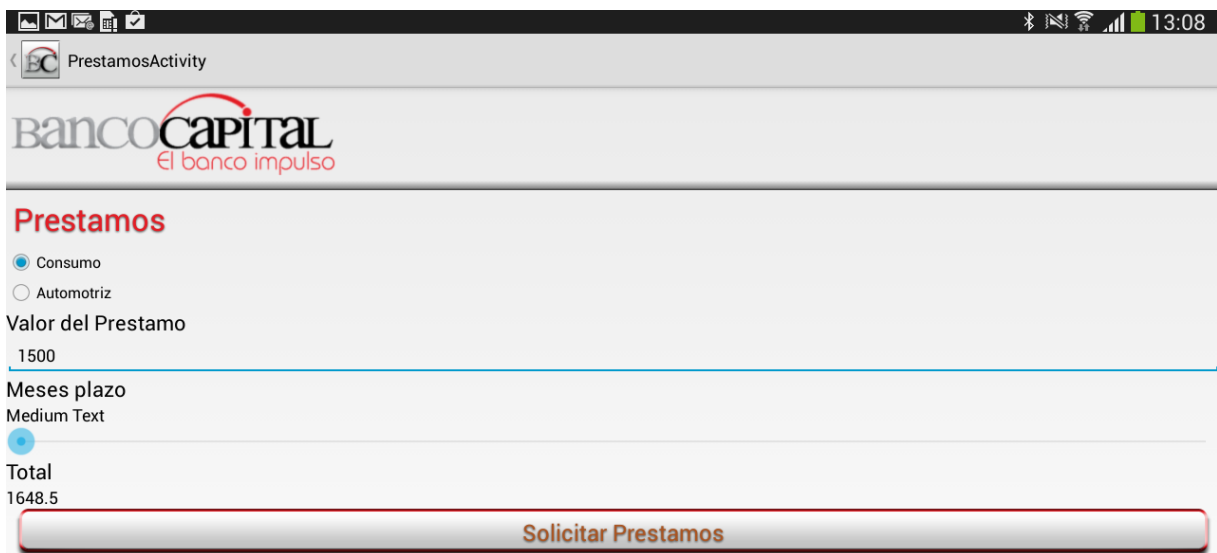 13:08
BC PrestamosActivity
BANCOCAPITAL
El banco impulso
Prestamos
Consumo
Automotriz
Valor del Prestamo
1500
Meses plazo
Medium Text
Total
1648.5
Solicitar Prestamos